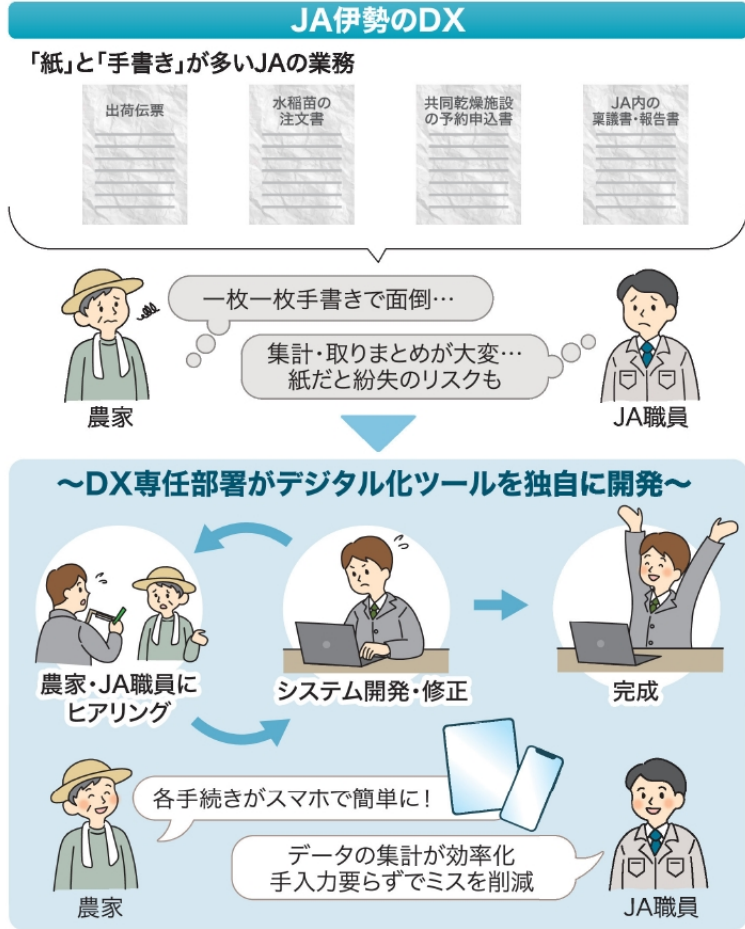 JA伊勢のDX
「紙」と「手書き」が多いJAの業務
出荷伝票
水稲苗の
注文書
共同乾燥施設
の予約申込書
JA内の
稟議書・報告書
一枚一枚手書きで面倒…
集計・取りまとめが大変…
紙だと紛失のリスクも
農家
JA職員
～DX専任部署がデジタル化ツールを独自に開発～
農家・JA職員に
ヒアリング
システム開発・修正
完成
各手続きがスマホで簡単に！
データの集計が効率化
手入力要らずでミスを削減
農家
JA職員